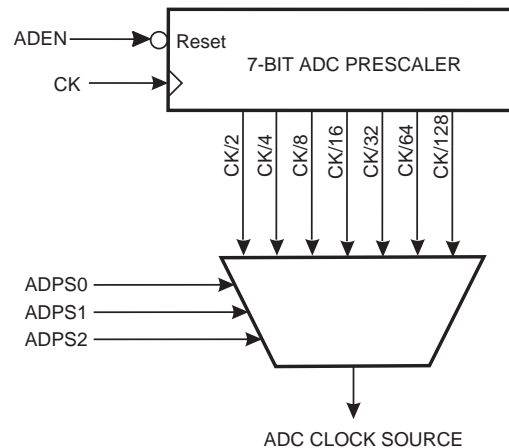 ADEN
Reset
7-BIT ADC PRESCALER
CK
CK/2
CK/4
CK/8
CK/16
CK/32
CK/64
CK/128
ADPS0
ADPS1
ADPS2
ADC CLOCK SOURCE